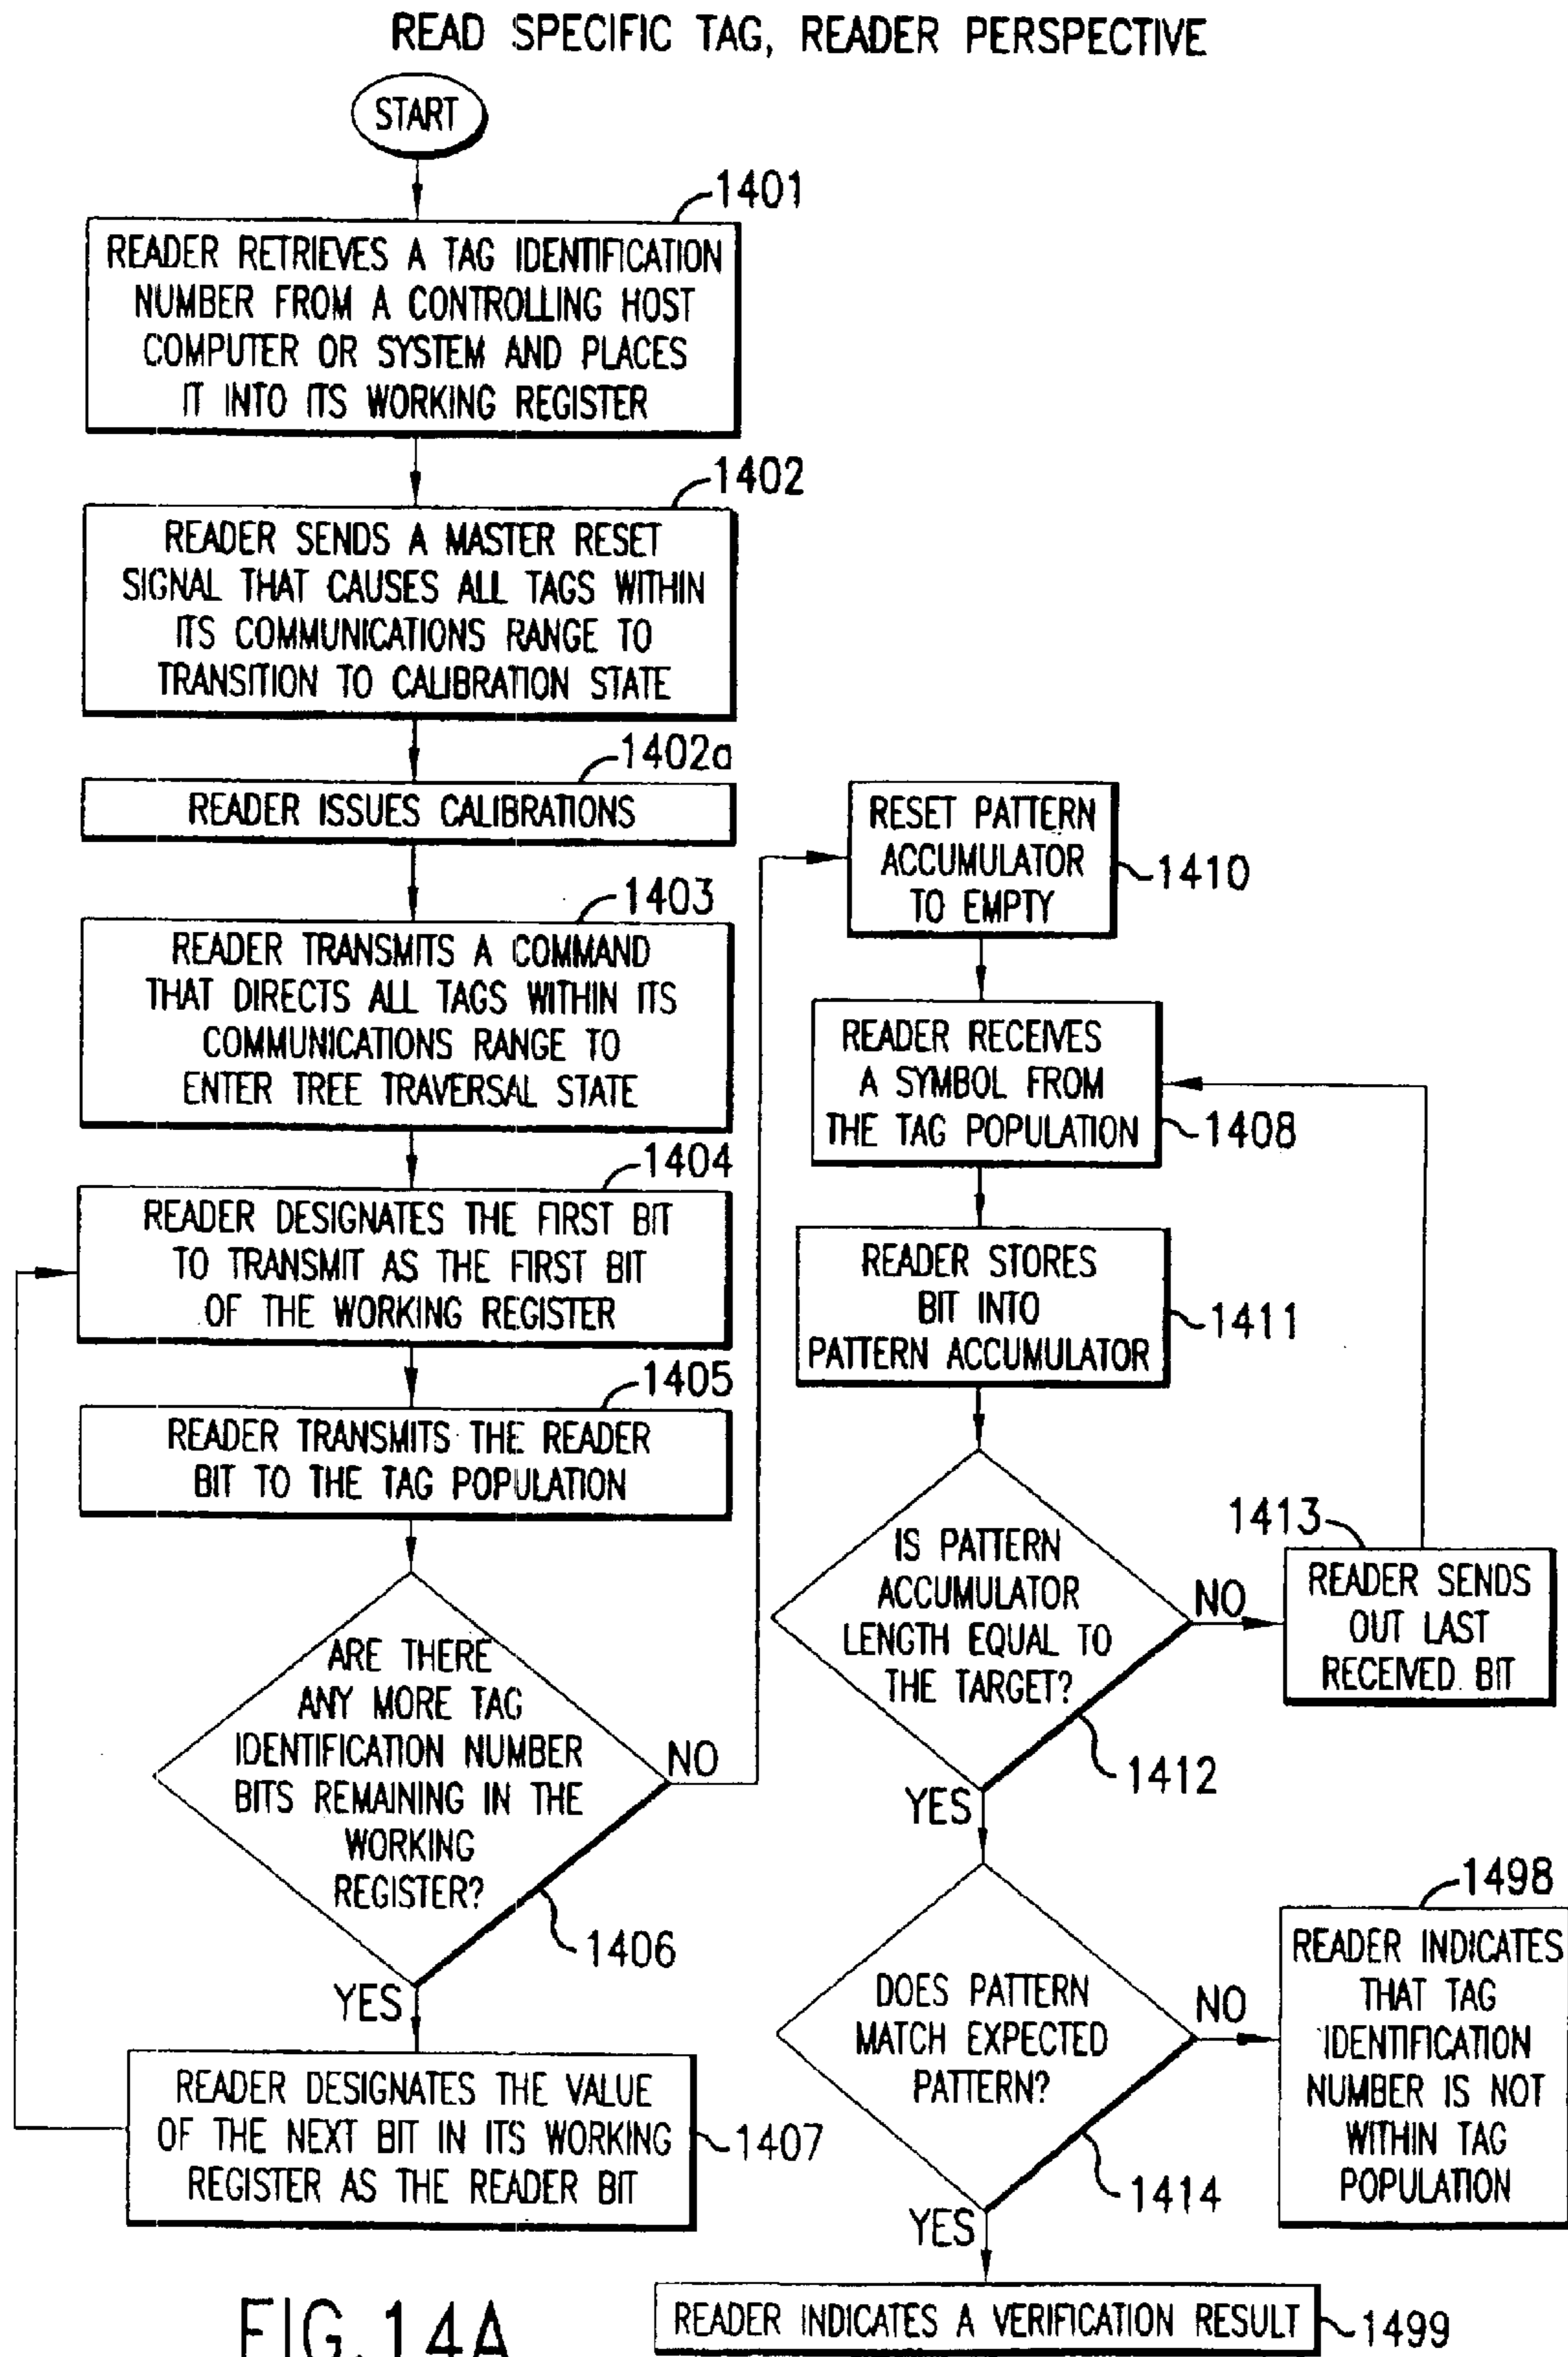 READ SPECIFIC TAG, READER PERSPECTIVE
START
1401
READER RETRIEVES A TAG IDENTIFICATION
NUMBER FROM A CONTROLLING HOST
COMPUTER OR SYSTEM AND PLACES
IT INTO ITS WORKING REGISTER
1402
READER SENDS A MASTER RESET
SIGNAL THAT CAUSES ALL TAGS WITHIN
ITS COMMUNICATIONS RANGE TO
TRANSITION TO CALIBRATION STATE
1402a
READER ISSUES CALIBRATIONS
1403
READER TRANSMITS A COMMAND
THAT DIRECTS ALL TAGS WITHIN ITS
COMMUNICATIONS RANGE TO
ENTER TREE TRAVERSAL STATE
1404
READER DESIGNATES THE FIRST BIT
TO TRANSMIT AS THE FIRST BIT
OF THE WORKING REGISTER
1405
READER TRANSMITS THE READER
BIT TO THE TAG POPULATION
ARE THERE
ANY MORE TAG
IDENTIFICATION NUMBER
BITS REMAINING IN THE
WORKING
REGISTER?
NO
1406
YES
READER DESIGNATES THE VALUE
OF THE NEXT BIT IN ITS WORKING
REGISTER AS THE READER BIT
1407
RESET PATTERN
ACCUMULATOR
TO EMPTY
1410
READER RECEIVES
A SYMBOL FROM
THE TAG POPULATION
1408
READER STORES
BIT INTO
PATTERN ACCUMULATOR
1411
IS PATTERN
ACCUMULATOR
LENGTH EQUAL TO
THE TARGET?
NO
1412
YES
1413
READER SENDS
OUT LAST
RECEIVED BIT
DOES PATTERN
MATCH EXPECTED
PATTERN?
NO
1414
YES
1498
READER INDICATES
THAT TAG
IDENTIFICATION
NUMBER IS NOT
WITHIN TAG
POPULATION
READER INDICATES A VERIFICATION RESULT
1499
FIG.14A